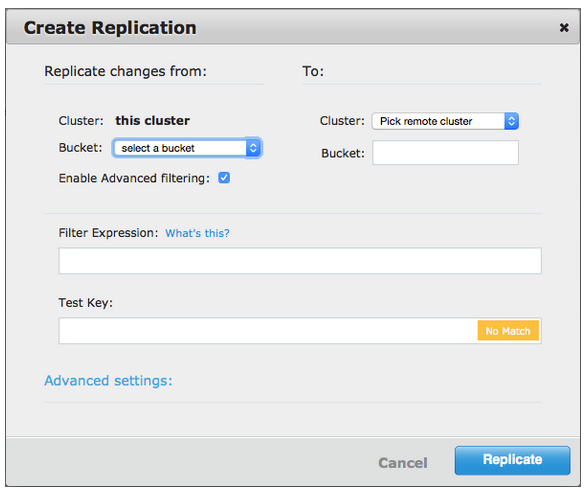 Create Replication
Replicate changes from:
To:
Cluster: this cluster
Cluster: Pick remote cluster
Bucket: select a bucket
Bucket:
Enable Advanced filtering:
Filter Expression: What's this?
Test Key:
No Match
Advanced settings:
Cancel
Replicate